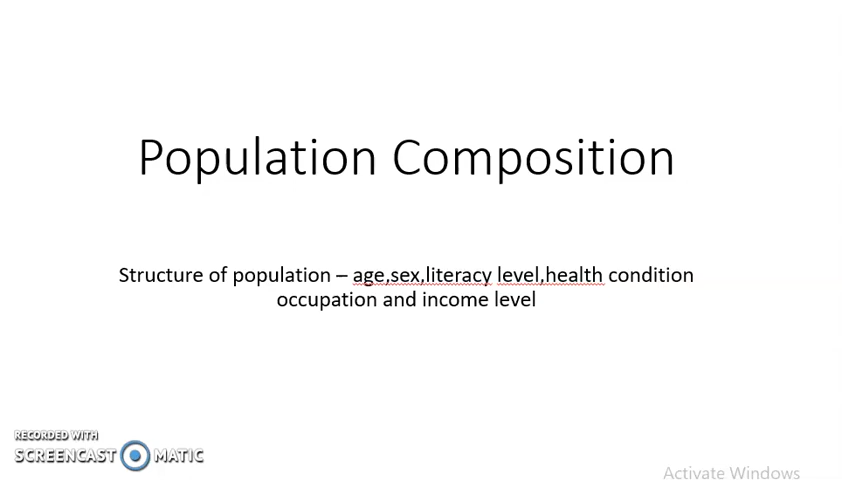 Population Composition
Structure of population – age,sex,literacy level,health condition
occupation and income level
RECORDED WITH
SCREENCAST MATIC
Activate Windows